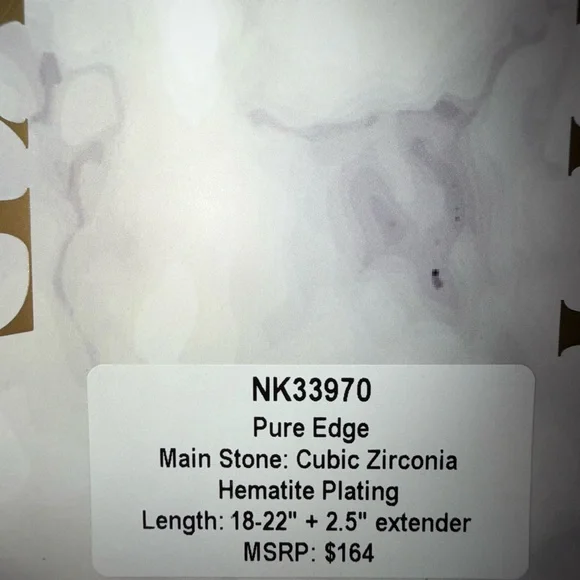 NK33970
Pure Edge
Main Stone: Cubic Zirconia
Hematite Plating
Length: 18-22" + 2.5" extender
MSRP: $164